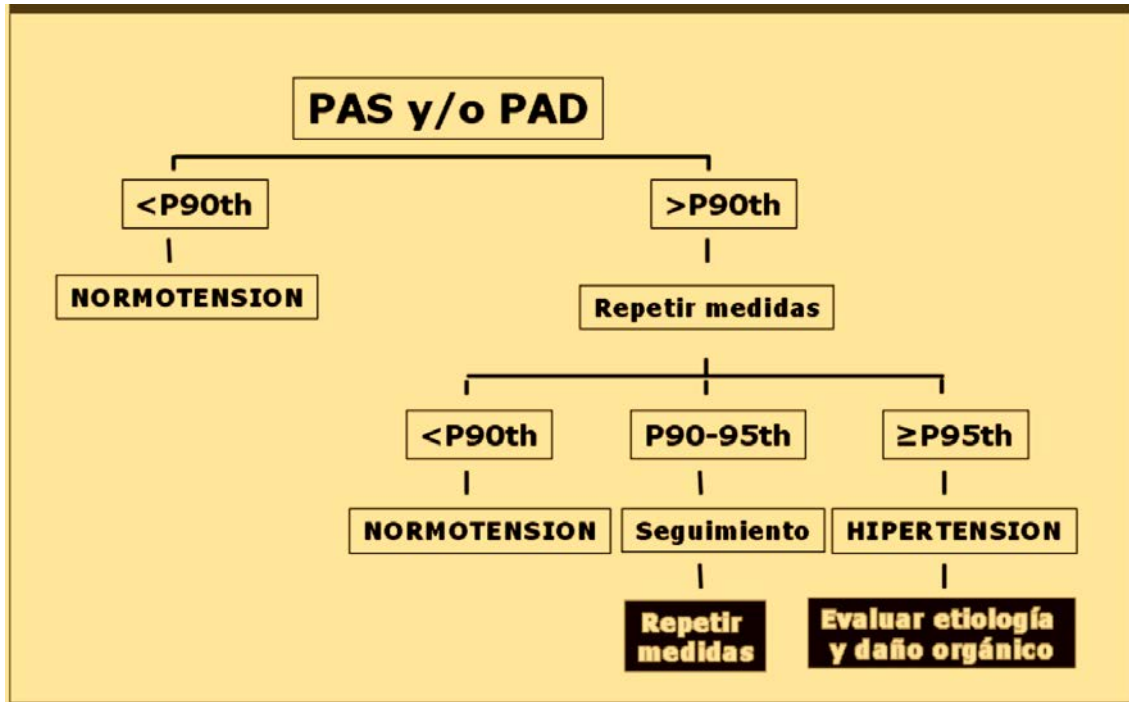 PAS y/o PAD
<P90th
>P90th
NORMOTENSION
Repetir medidas
<P90th
P90-95th
≥P95th
NORMOTENSION
Seguimiento
HIPERTENSION
Repetir
medidas
Evaluar etiología
y daño orgánico